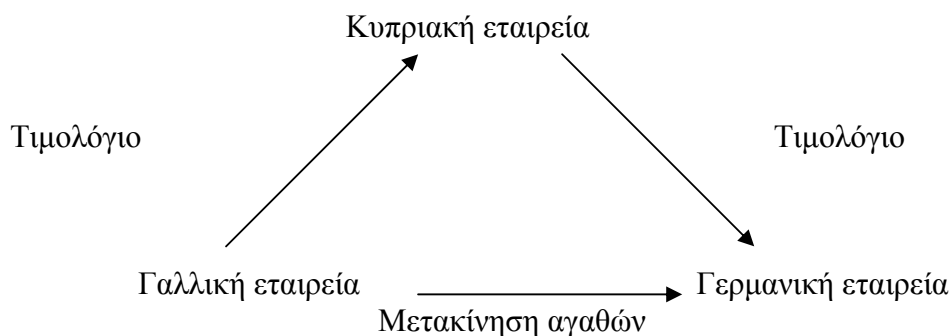 Κυπριακή εταιρεία
Τιμολόγιο
Τιμολόγιο
Γαλλική εταιρεία
Γερμανική εταιρεία
Μετακίνηση αγαθών